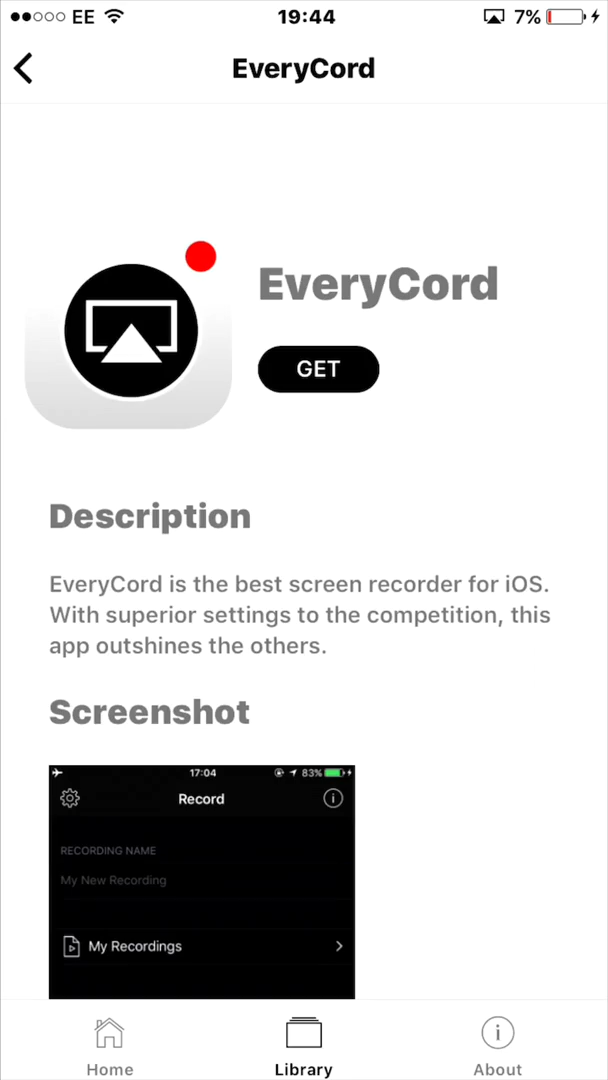 EE 19:44 7%
EveryCord
EveryCord
GET
Description
EveryCord is the best screen recorder for iOS.
With superior settings to the competition, this
app outshines the others.
Screenshot
17:04 83%
Record
RECORDING NAME
My New Recording
My Recordings
Home Library About